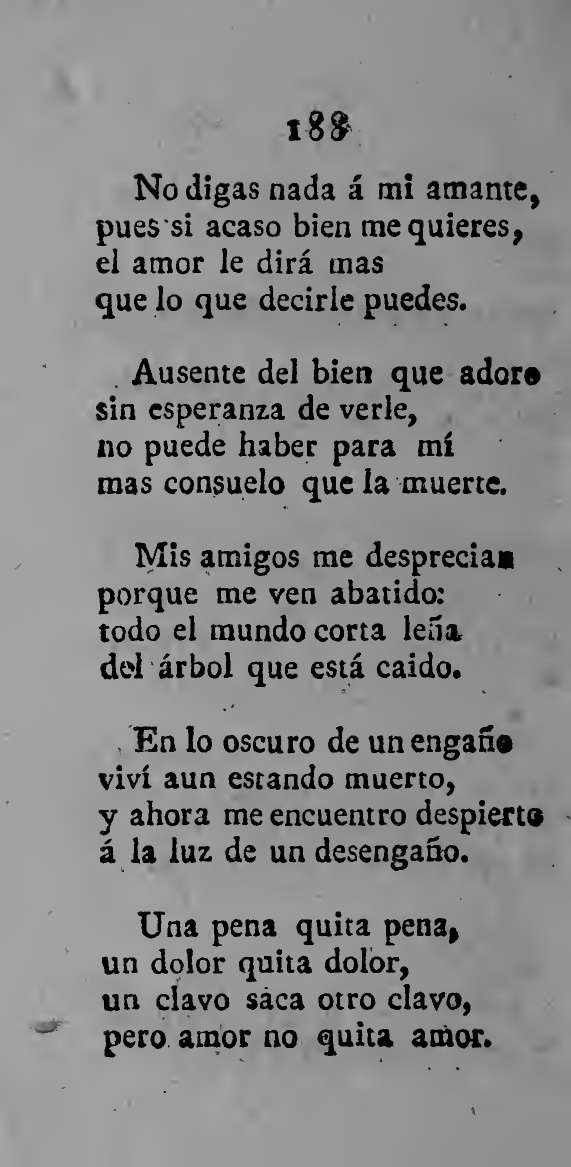 188
No digas nada á mi amante,
pues si acaso bien me quieres,
el amor le dirá mas
que lo que decirle puedes.
Ausente del bien que adoro
sin esperanza de verle,
no puede haber para mí
mas consuelo que la muerte.
Mis amigos me desprecian
porque me ven abatido:
todo el mundo corta leña
del árbol que está caido.
En lo oscuro de un engaño
viví aun estando muerto,
y ahora me encuentro despierto
á la luz de un desengaño.
Una pena quita pena,
un dolor quita dolor,
un clavo saca otro clavo,
pero amor no quita amor.